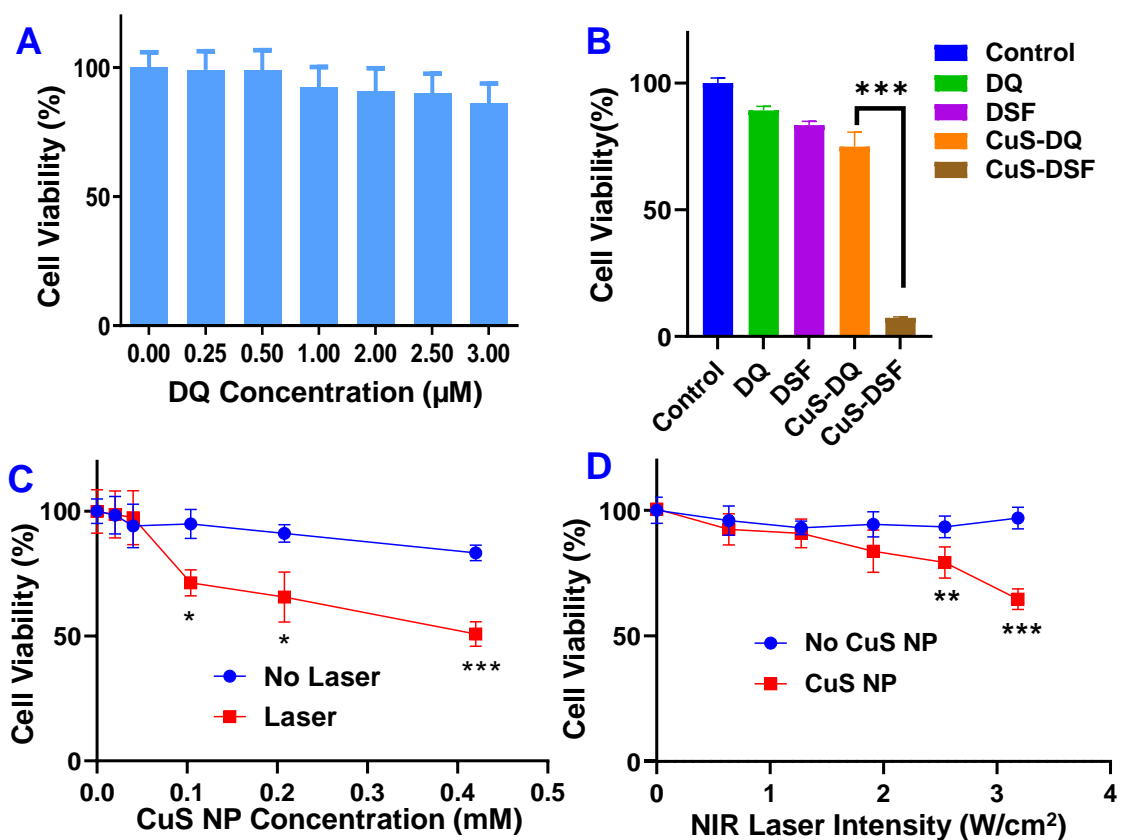 A
Cell Viability (%)
100
50
0
0.00 0.25 0.50 1.00 2.00 2.50 3.00
DQ Concentration (µM)
B
Cell Viability(%)
100
50
0
***
Control
DQ
DSF
CuS-DQ
CuS-DSF
Control
DQ
DSF
CuS-DQ
CuS-DSF
C
Cell Viability (%)
100
50
0
*
*
***
No Laser
Laser
0.0 0.1 0.2 0.3 0.4 0.5
CuS NP Concentration (mM)
D
Cell Viability (%)
100
50
0
**
***
No CuS NP
CuS NP
0 1 2 3 4
NIR Laser Intensity (W/cm²)